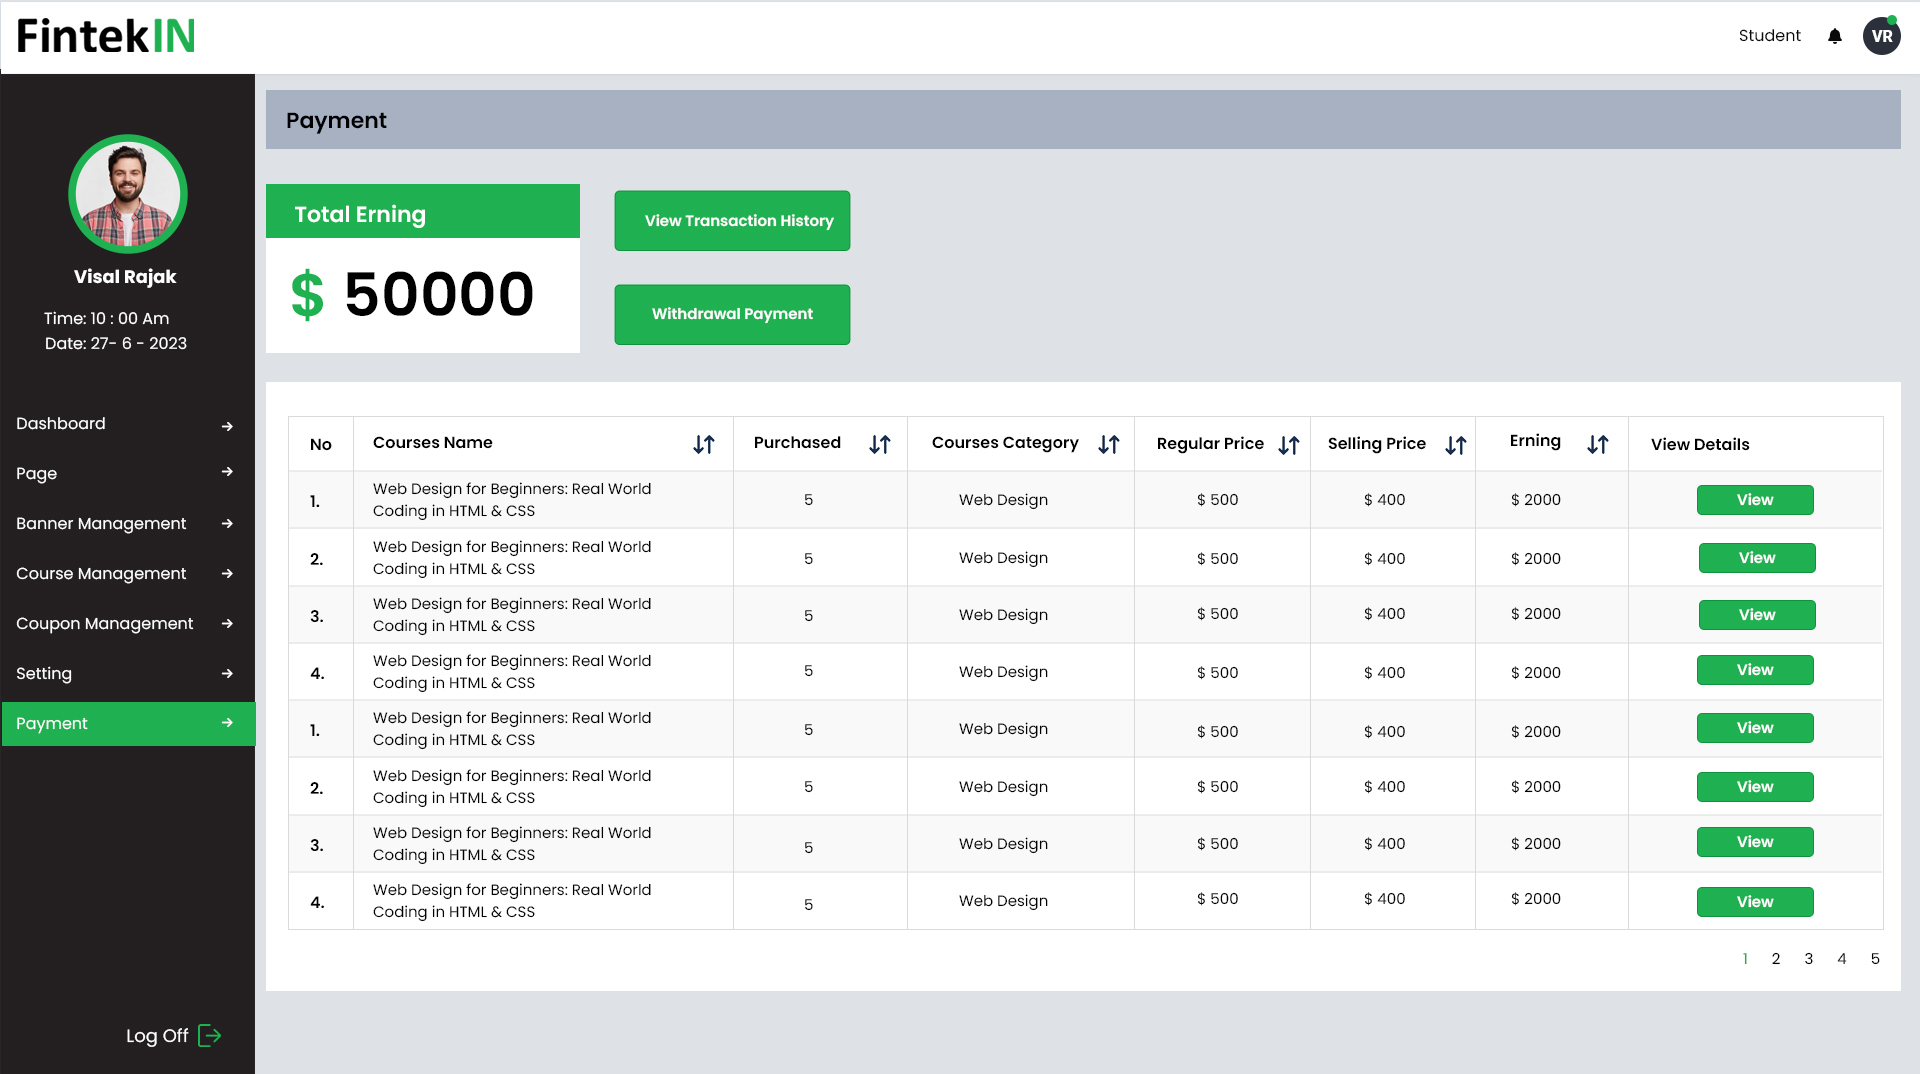 FintekIN
Student
VR
Visal Rajak
Time: 10 : 00 Am
Date: 27- 6 - 2023
Dashboard
Page
Banner Management
Course Management
Coupon Management
Setting
Payment
Log Off
Payment
Total Erning
$ 50000
View Transaction History
Withdrawal Payment
No Courses Name Purchased Courses Category Regular Price Selling Price Erning View Details
1. Web Design for Beginners: Real World 5 Web Design $ 500 $ 400 $ 2000 View
Coding in HTML & CSS
2. Web Design for Beginners: Real World 5 Web Design $ 500 $ 400 $ 2000 View
Coding in HTML & CSS
3. Web Design for Beginners: Real World 5 Web Design $ 500 $ 400 $ 2000 View
Coding in HTML & CSS
4. Web Design for Beginners: Real World 5 Web Design $ 500 $ 400 $ 2000 View
Coding in HTML & CSS
1. Web Design for Beginners: Real World 5 Web Design $ 500 $ 400 $ 2000 View
Coding in HTML & CSS
2. Web Design for Beginners: Real World 5 Web Design $ 500 $ 400 $ 2000 View
Coding in HTML & CSS
3. Web Design for Beginners: Real World 5 Web Design $ 500 $ 400 $ 2000 View
Coding in HTML & CSS
4. Web Design for Beginners: Real World 5 Web Design $ 500 $ 400 $ 2000 View
Coding in HTML & CSS
1 2 3 4 5